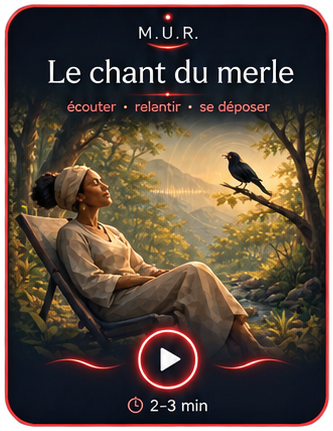 M.U.R.
Le chant du merle
écouter • relantir • se déposer
2–3 min